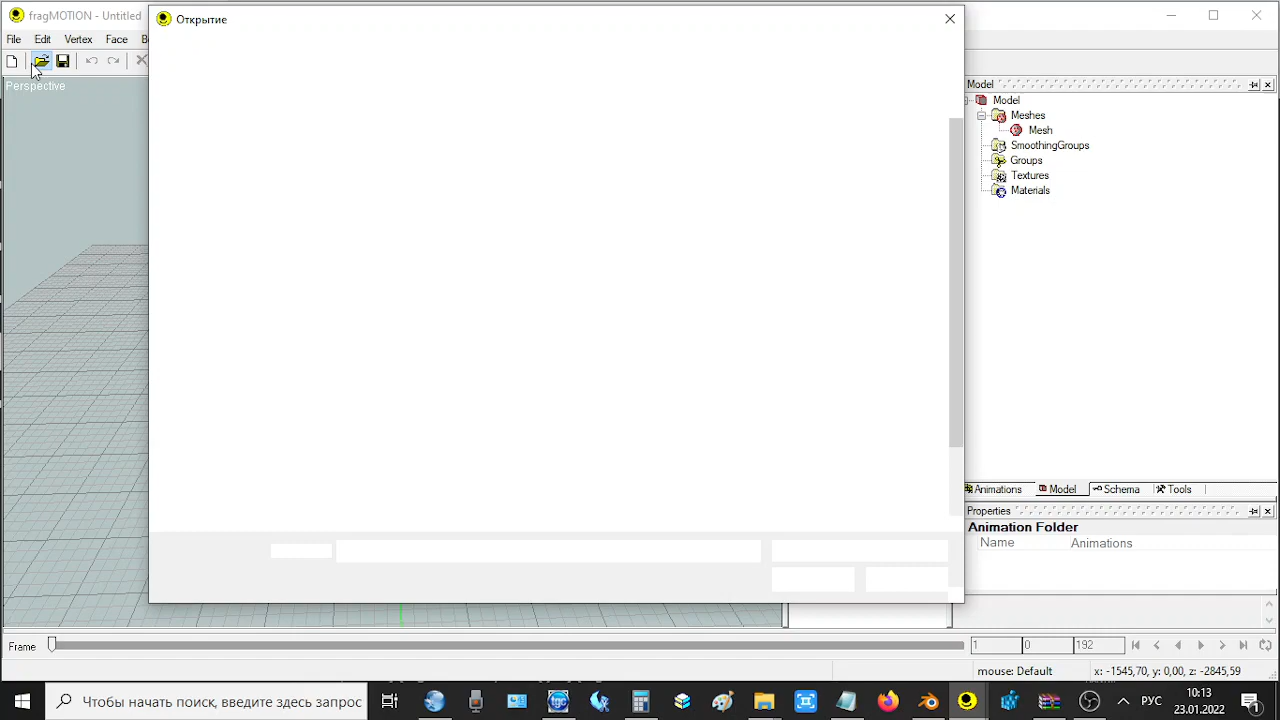 fragMOTION - Untitled
Открытие
File Edit Vertex Face
Perspective
Model
Model
Meshes
Mesh
SmoothingGroups
Groups
Textures
Materials
Animations Model Schema Tools
Properties
Animation Folder
Name Animations
Frame 1 0 192
mouse: Default x: -1545,70, y: 0,00, z: -2845,59
Чтобы начать поиск, введите здесь запрос
РУС
10:13
23.01.2022
1